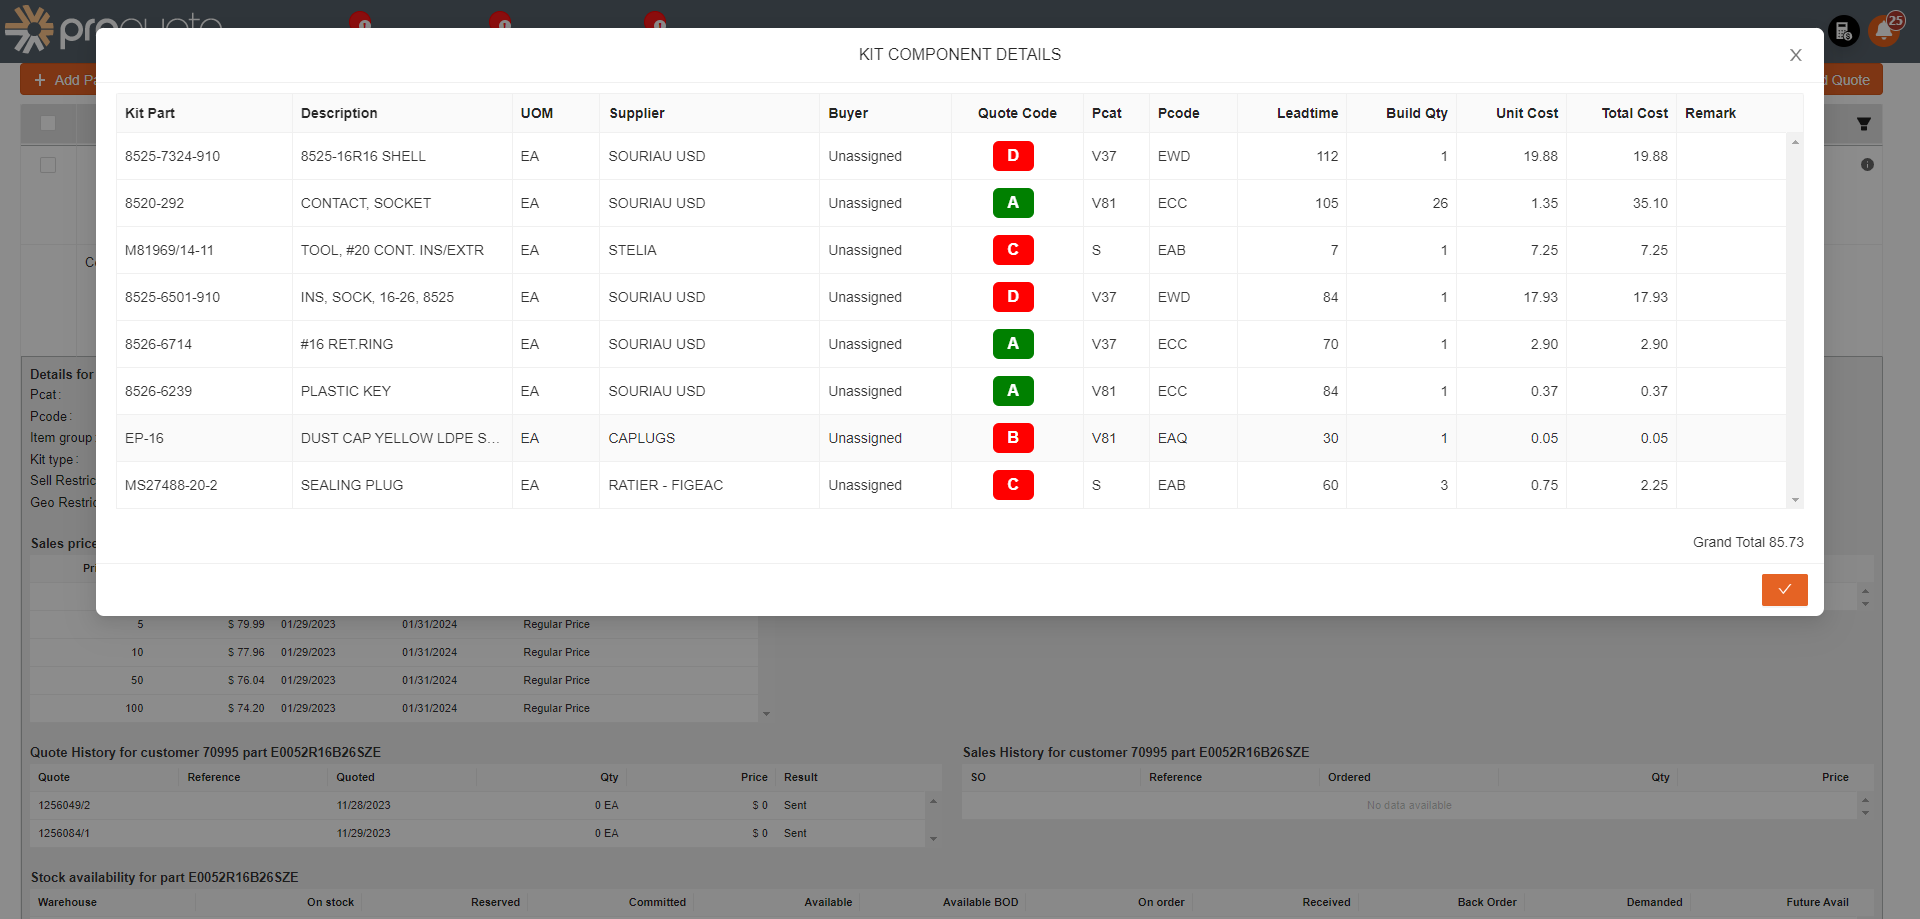 25
Add Pa
d Quote
KIT COMPONENT DETAILS
X
Kit Part Description UOM Supplier Buyer Quote Code Pcat Pcode Leadtime Build Qty Unit Cost Total Cost Remark
8525-7324-910 8525-16R16 SHELL EA SOURIAU USD Unassigned D V37 EWD 112 1 19.88 19.88
8520-292 CONTACT, SOCKET EA SOURIAU USD Unassigned A V81 ECC 105 26 1.35 35.10
M81969/14-11 TOOL, #20 CONT. INS/EXTR EA STELIA Unassigned C S EAB 7 1 7.25 7.25
8525-6501-910 INS, SOCK, 16-26, 8525 EA SOURIAU USD Unassigned D V37 EWD 84 1 17.93 17.93
8526-6714 #16 RET.RING EA SOURIAU USD Unassigned A V37 ECC 70 1 2.90 2.90
8526-6239 PLASTIC KEY EA SOURIAU USD Unassigned A V81 ECC 84 1 0.37 0.37
EP-16 DUST CAP YELLOW LDPE S... EA CAPLUGS Unassigned B V81 EAQ 30 1 0.05 0.05
MS27488-20-2 SEALING PLUG EA RATIER - FIGEAC Unassigned C S EAB 60 3 0.75 2.25
Grand Total 85.73
Details for
Pcat :
Pcode :
Item group
Kit type :
Sell Restric
Geo Restric
Sales price
5 $ 79.99 01/29/2023 01/31/2024 Regular Price
10 $ 77.96 01/29/2023 01/31/2024 Regular Price
50 $ 76.04 01/29/2023 01/31/2024 Regular Price
100 $ 74.20 01/29/2023 01/31/2024 Regular Price
Quote History for customer 70995 part E0052R16B26SZE
Quote Reference Quoted Qty Price Result
1256049/2 11/28/2023 0 EA $ 0 Sent
1256084/1 11/29/2023 0 EA $ 0 Sent
Sales History for customer 70995 part E0052R16B26SZE
SO Reference Ordered Qty Price
No data available
Stock availability for part E0052R16B26SZE
Warehouse On stock Reserved Committed Available Available BOD On order Received Back Order Demanded Future Avail